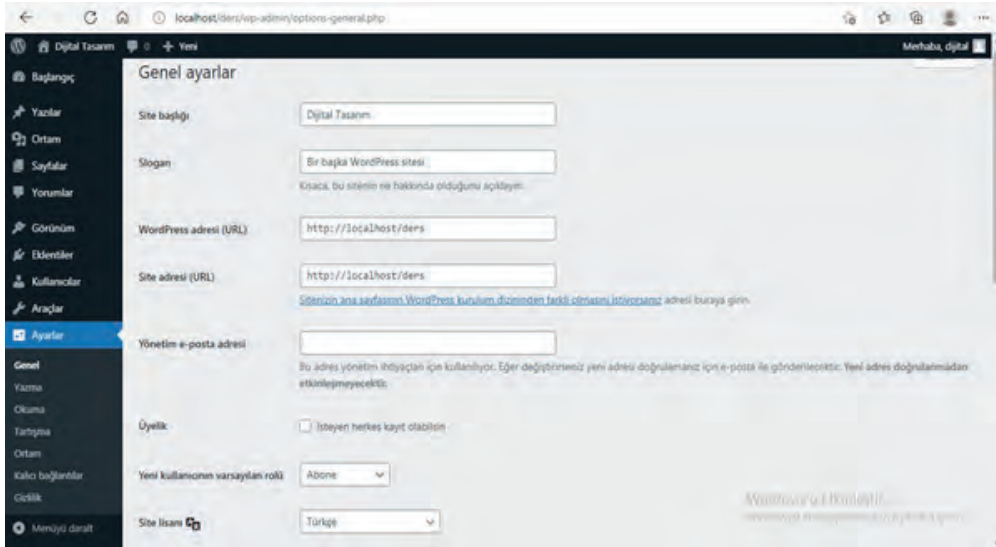 localhost/ders/wp-admin/options-general.php
Dijital Tasarım 0 + Yeni Merhaba, dijital
Başlangıç
Yazılar
Ortam
Sayfalar
Yorumlar
Görünüm
Eklentiler
Kullanıcılar
Araçlar
Ayarlar
Genel
Yazma
Okuma
Tartışma
Ortam
Kalıcı bağlantılar
Gizlilik
Menüyü daralt
Genel ayarlar
Site başlığı Dijital Tasarım
Slogan Bir başka WordPress sitesi
Kısaca, bu sitenin ne hakkında olduğunu açıklayın.
WordPress adresi (URL) http://localhost/ders
Site adresi (URL) http://localhost/ders
Sitenizin ana sayfasının WordPress kurulum dizininden farklı olmasını istiyorsanız adresi buraya girin.
Yönetim e-posta adresi
Bu adres yönetim ihtiyaçları için kullanılıyor. Eğer değiştirirseniz yeni adresi doğrulamanız için e-posta ile gönderilecektir. Yeni adres doğrulanmadan
etkinleşmeyecektir.
Üyelik İsteyen herkes kayıt olabilsin
Yeni kullanıcının varsayılan rolü Abone
Site lisanı Türkçe